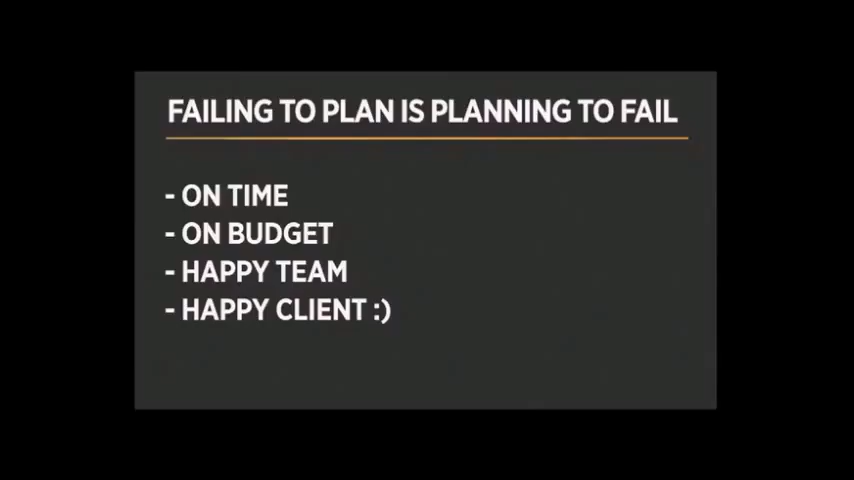 FAILING TO PLAN IS PLANNING TO FAIL
- ON TIME
- ON BUDGET
- HAPPY TEAM
- HAPPY CLIENT :)